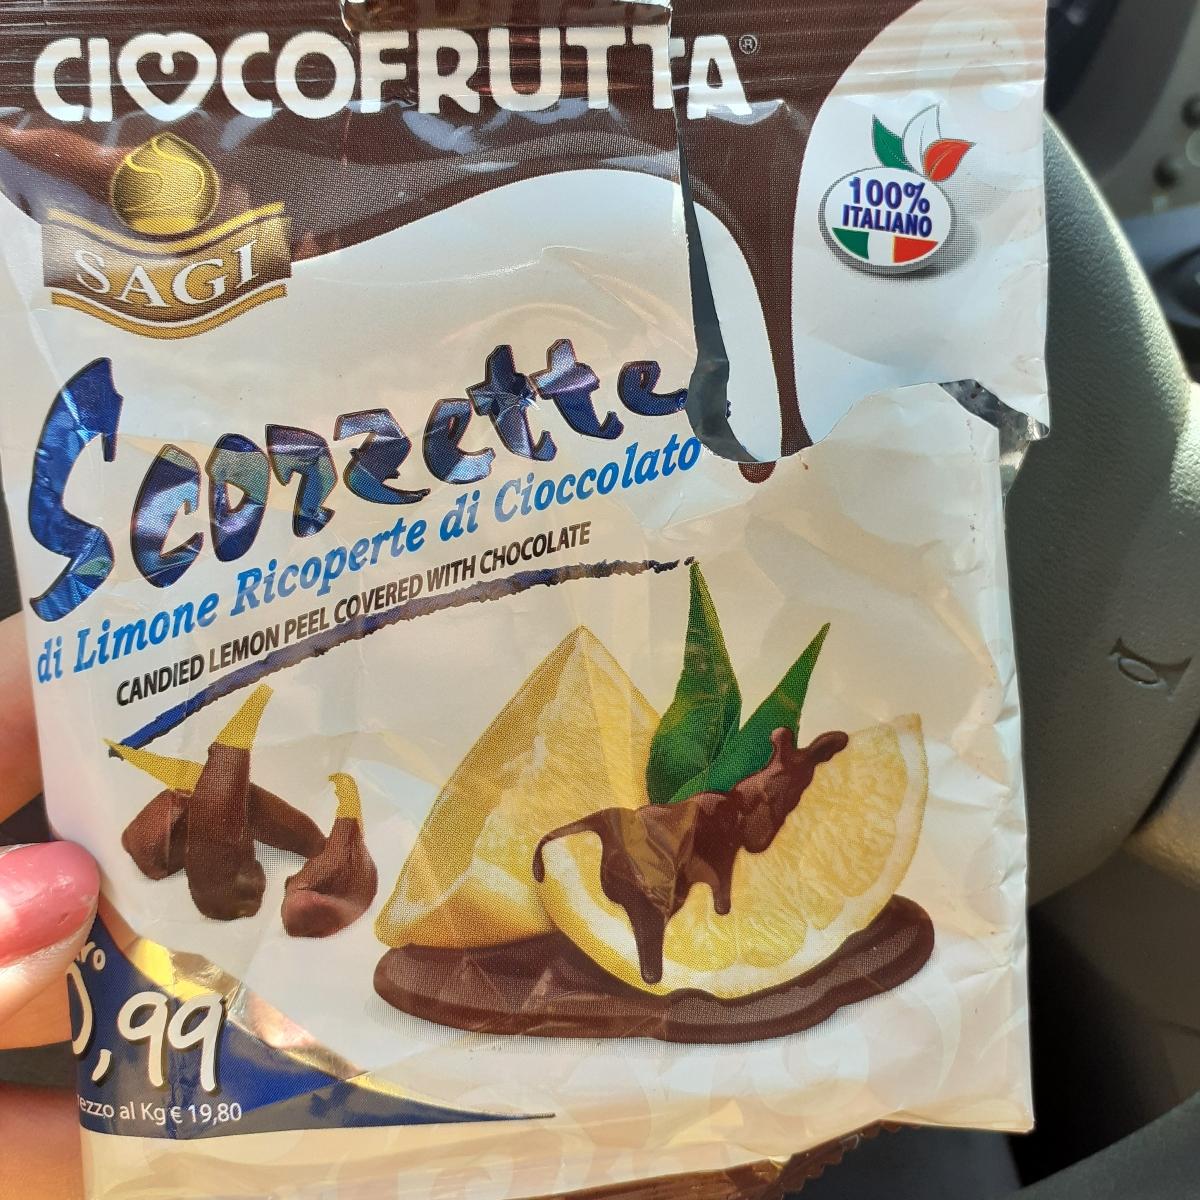 CIOCOFRUTTA®
SAGI
100%
ITALIANO
Scorzette
di Limone Ricoperte di Cioccolato
CANDIED LEMON PEEL COVERED WITH CHOCOLATE
,99
al Kg € 19,80